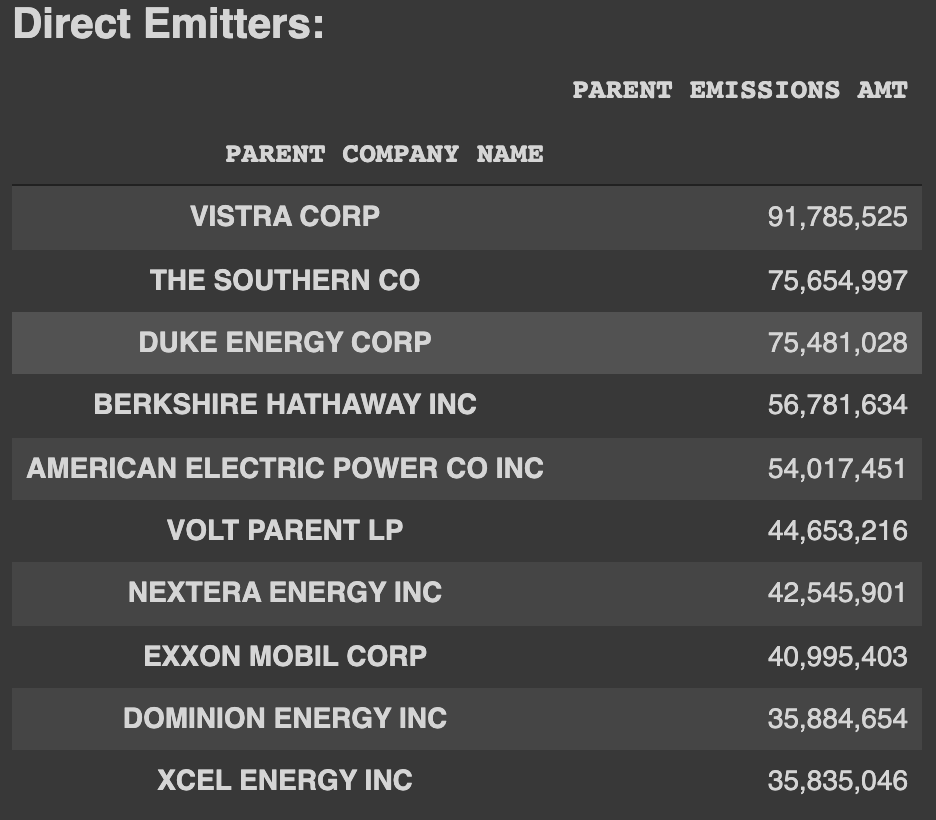 Direct Emitters:
PARENT EMISSIONS AMT
PARENT COMPANY NAME
VISTRA CORP 91,785,525
THE SOUTHERN CO 75,654,997
DUKE ENERGY CORP 75,481,028
BERKSHIRE HATHAWAY INC 56,781,634
AMERICAN ELECTRIC POWER CO INC 54,017,451
VOLT PARENT LP 44,653,216
NEXTERA ENERGY INC 42,545,901
EXXON MOBIL CORP 40,995,403
DOMINION ENERGY INC 35,884,654
XCEL ENERGY INC 35,835,046